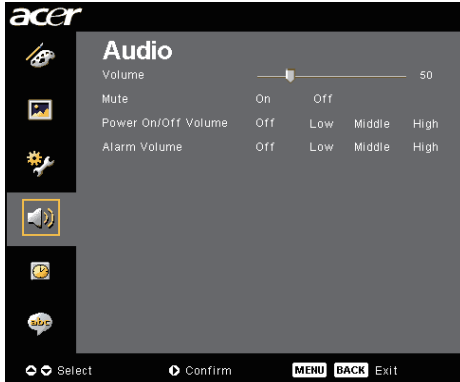 acer
Audio
Volume 50
Mute On Off
Power On/Off Volume Off Low Middle High
Alarm Volume Off Low Middle High
abc
Select Confirm MENU BACK Exit